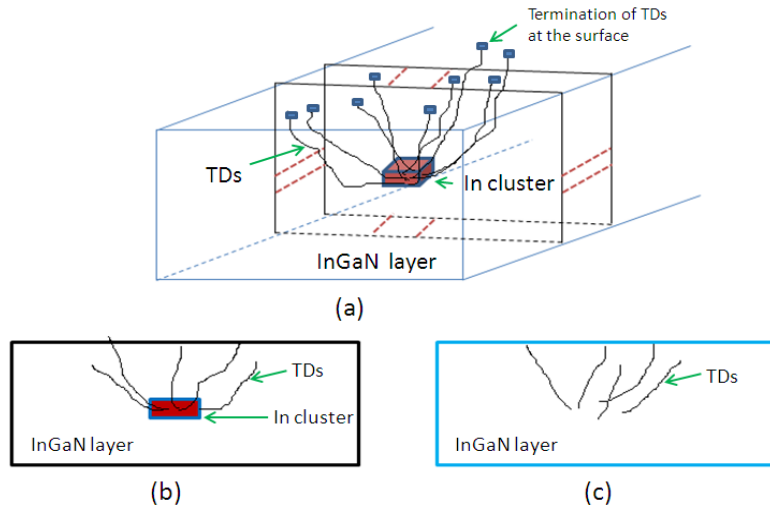 Termination of TDs
at the surface
TDs
In cluster
InGaN layer
(a)
TDs
In cluster
InGaN layer
(b)
TDs
InGaN layer
(c)